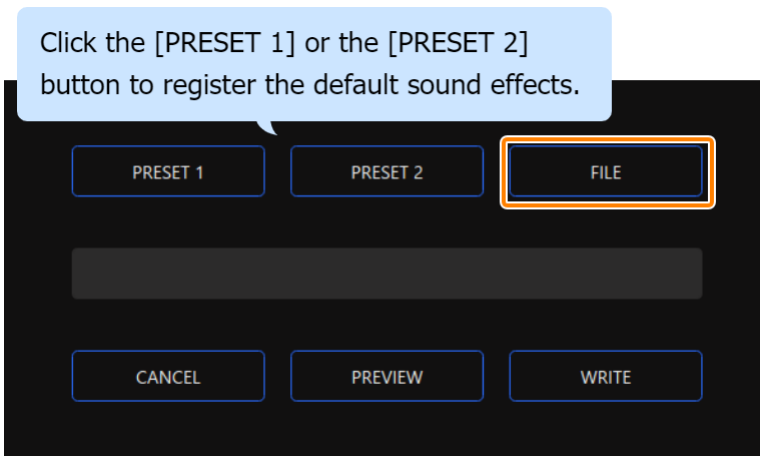 Click the [PRESET 1] or the [PRESET 2]
button to register the default sound effects.
PRESET 1
PRESET 2
FILE
CANCEL
PREVIEW
WRITE